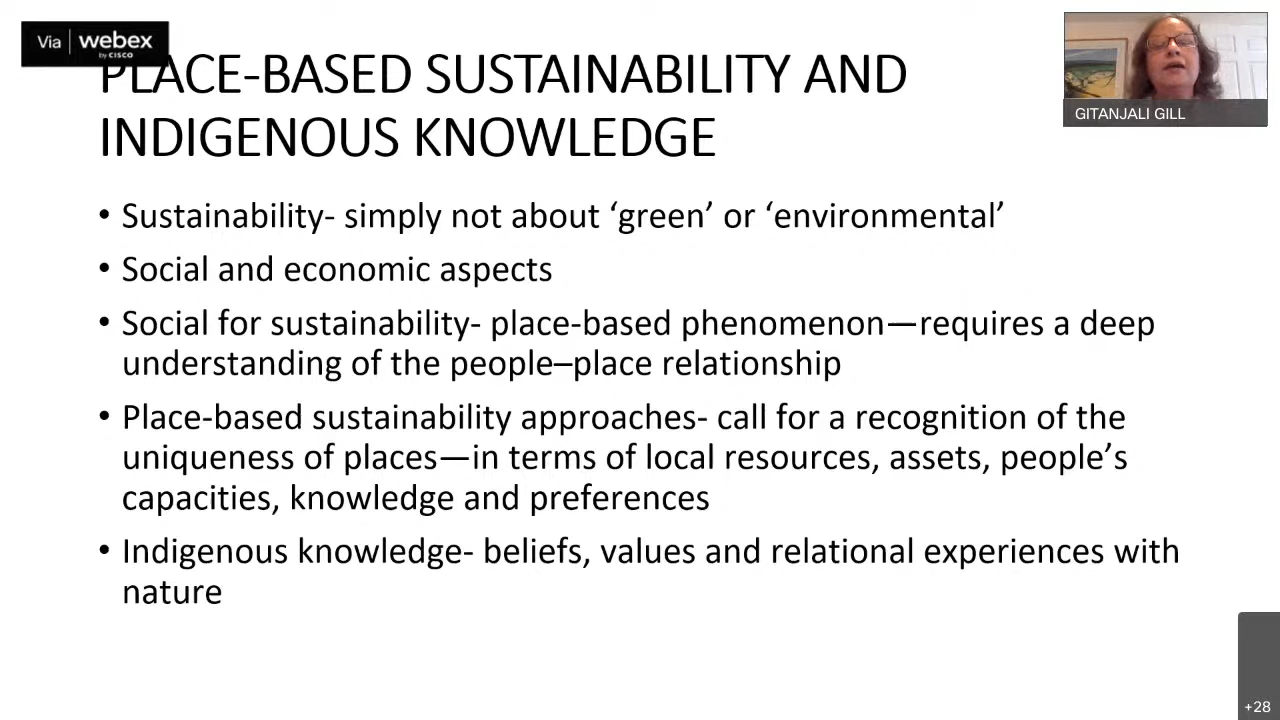 Via webex
by CISCO
PLACE-BASED SUSTAINABILITY AND
INDIGENOUS KNOWLEDGE
GITANJALI GILL
• Sustainability- simply not about ‘green’ or ‘environmental’
• Social and economic aspects
• Social for sustainability- place-based phenomenon—requires a deep
understanding of the people–place relationship
• Place-based sustainability approaches- call for a recognition of the
uniqueness of places—in terms of local resources, assets, people’s
capacities, knowledge and preferences
• Indigenous knowledge- beliefs, values and relational experiences with
nature
+28